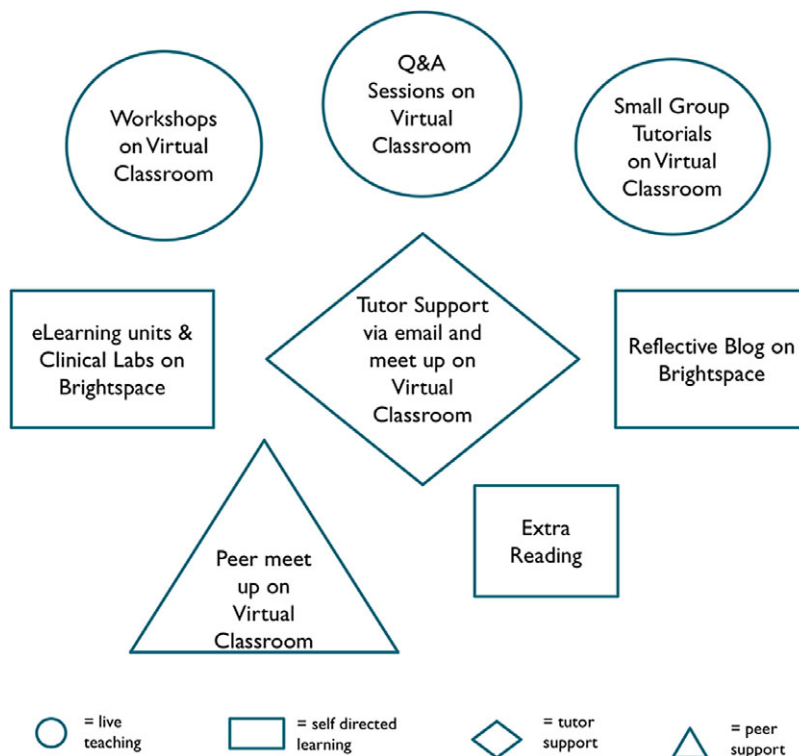 Workshops
on Virtual
Classroom
Q&A
Sessions on
Virtual
Classroom
Small Group
Tutorials
on Virtual
Classroom
eLearning units &
Clinical Labs on
Brightspace
Tutor Support
via email and
meet up on
Virtual
Classroom
Reflective Blog on
Brightspace
Peer meet
up on
Virtual
Classroom
Extra
Reading
= live
teaching
= self directed
learning
= tutor
support
= peer
support